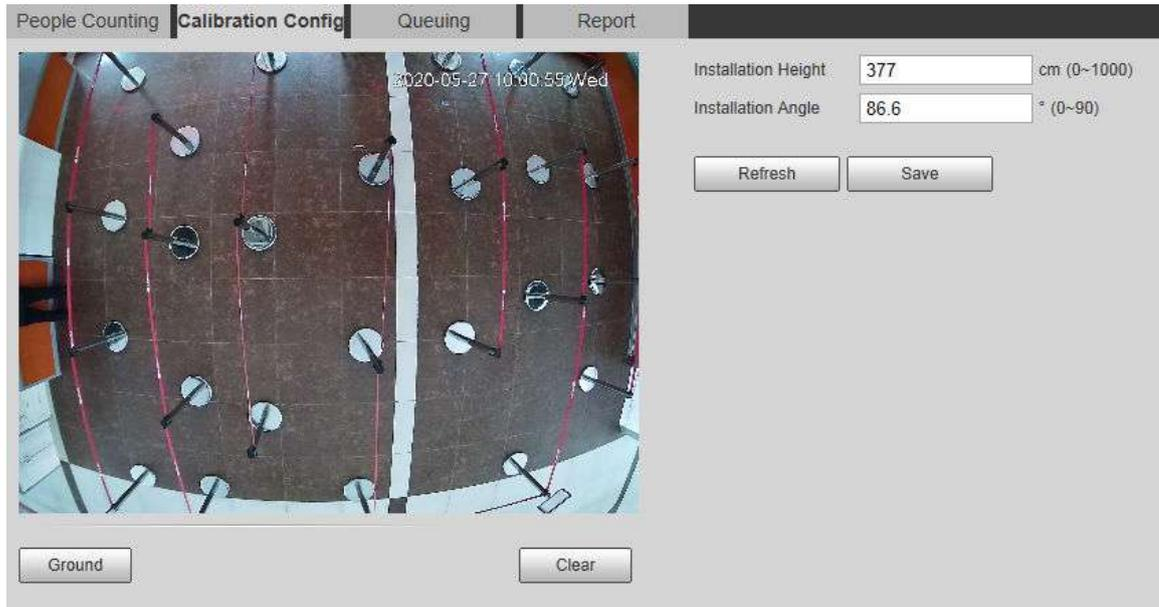 People Counting Calibration Config Queuing Report
2020-05-27 10:00:55 Wed
Installation Height 377 cm (0~1000)
Installation Angle 86.6 ° (0~90)
Refresh Save
Ground Clear